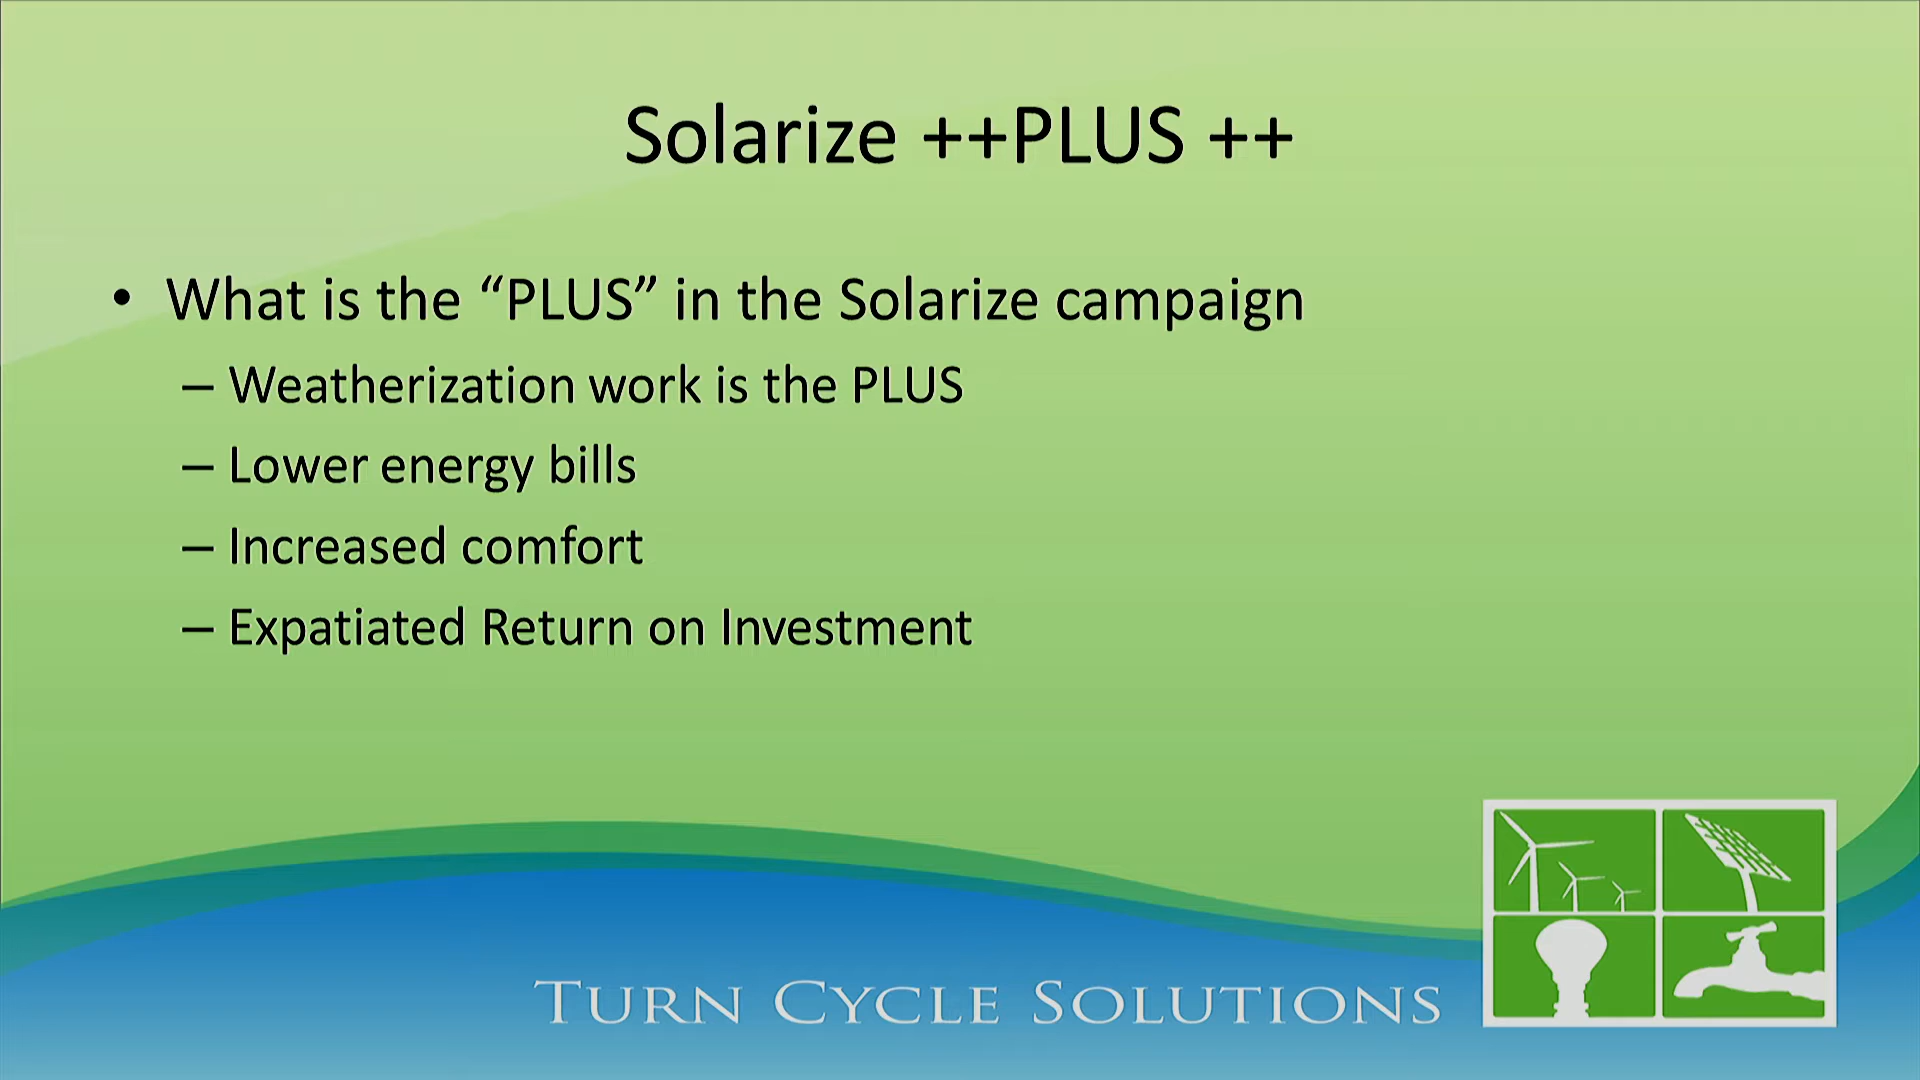 Solarize ++PLUS ++
• What is the “PLUS” in the Solarize campaign
– Weatherization work is the PLUS
– Lower energy bills
– Increased comfort
– Expatiated Return on Investment
TURN CYCLE SOLUTIONS